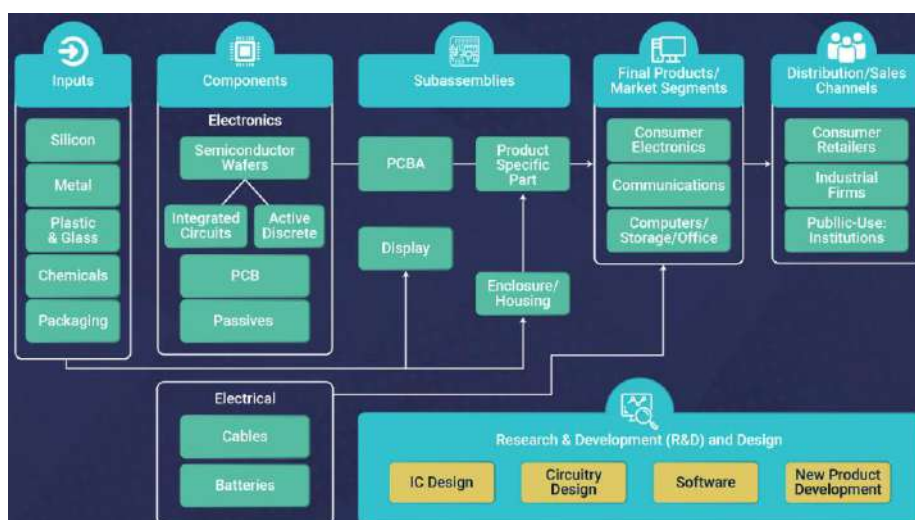 Inputs
Silicon
Metal
Plastic
& Glass
Chemicals
Packaging
Components
Electronics
Semiconductor
Wafers
Integrated
Circuits
Active
Discrete
PCB
Passives
Electrical
Cables
Batteries
Subassemblies
PCBA
Product
Specific
Part
Display
Enclosure/
Housing
Final Products/
Market Segments
Consumer
Electronics
Communications
Computers/
Storage/Office
Distribution/Sales
Channels
Consumer
Retailers
Industrial
Firms
Public-Use:
Institutions
Research & Development (R&D) and Design
IC Design
Circuitry
Design
Software
New Product
Development